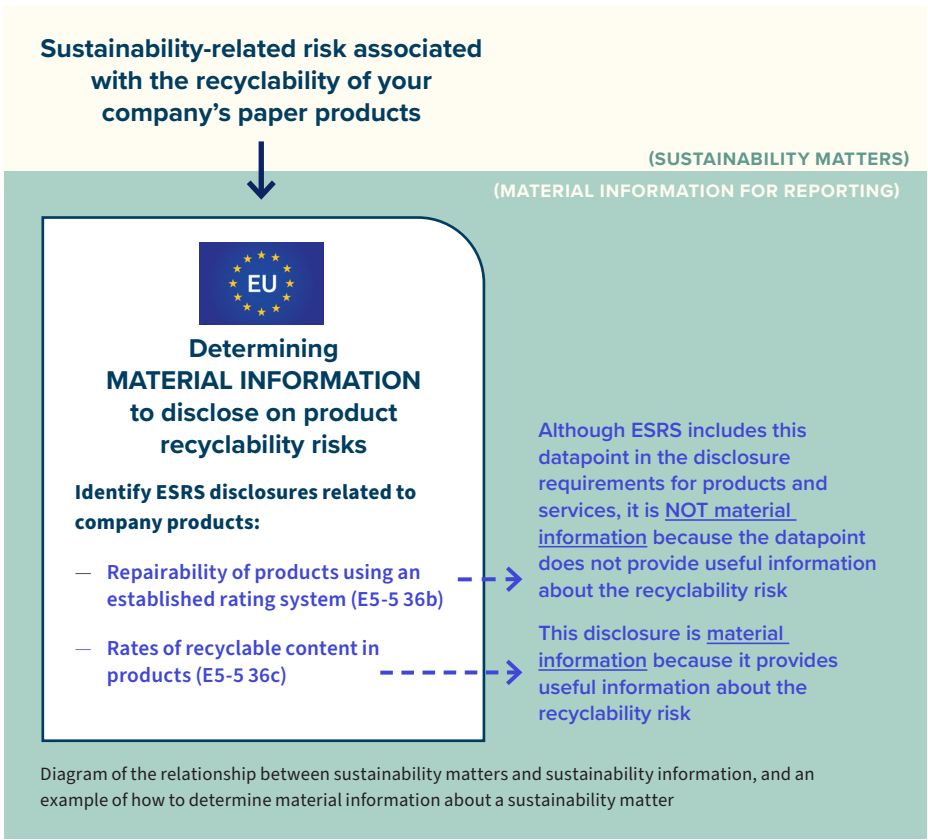 Sustainability-related risk associated
with the recyclability of your
company's paper products
(SUSTAINABILITY MATTERS)
(MATERIAL INFORMATION FOR REPORTING)
EU
Determining
MATERIAL INFORMATION
to disclose on product
recyclability risks
Identify ESRS disclosures related to
company products:
— Repairability of products using an
established rating system (E5-5 36b)
— Rates of recyclable content in
products (E5-5 36c)
Although ESRS includes this
datapoint in the disclosure
requirements for products and
services, it is NOT material
information because the datapoint
does not provide useful information
about the recyclability risk
This disclosure is material
information because it provides
useful information about the
recyclability risk
Diagram of the relationship between sustainability matters and sustainability information, and an
example of how to determine material information about a sustainability matter